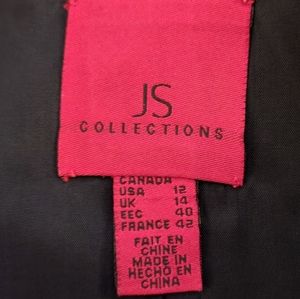 JS
COLLECTIONS
CANADA
USA 12
UK 14
EEC 40
FRANCE 42
FAIT EN
CHINE
MADE IN
HECHO EN
CHINA